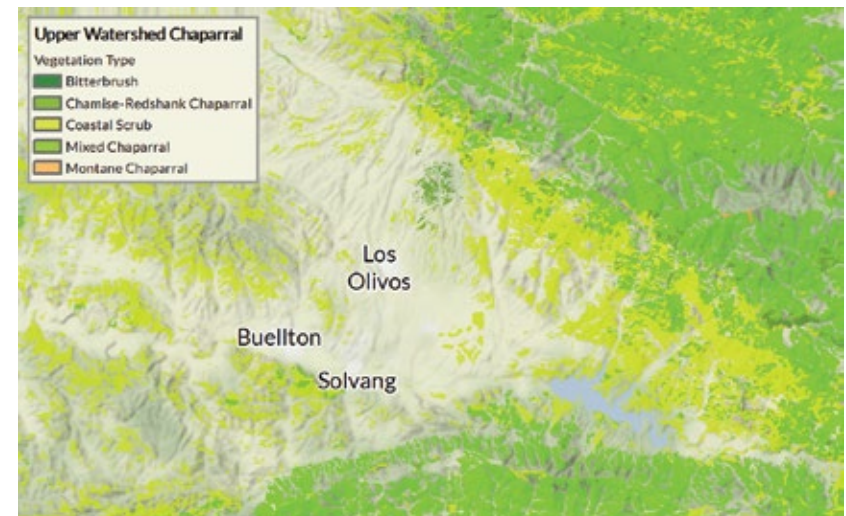 Upper Watershed Chaparral
Vegetation Type
Bitterbrush
Chamise-Redshank Chaparral
Coastal Scrub
Mixed Chaparral
Montane Chaparral
Los
Olivos
Buellton
Solvang